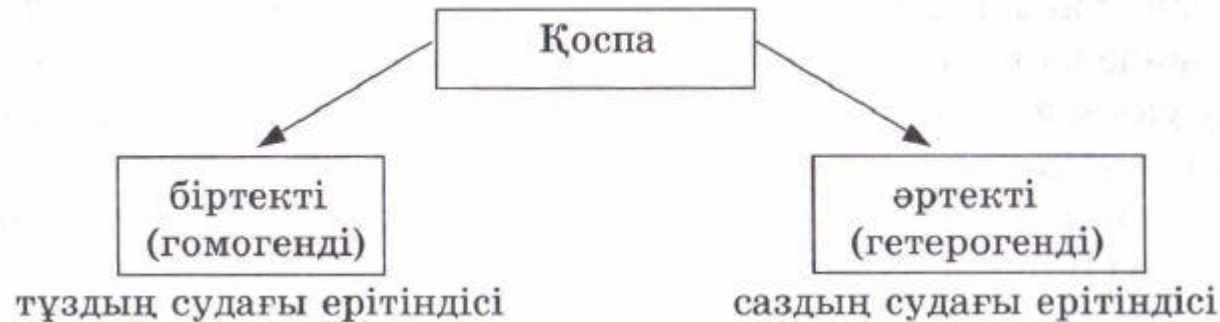 Қоспа
біртекті
(гомогенді)
әртекті
(гетерогенді)
тұздың судағы ерітіндісі
саздың судағы ерітіндісі